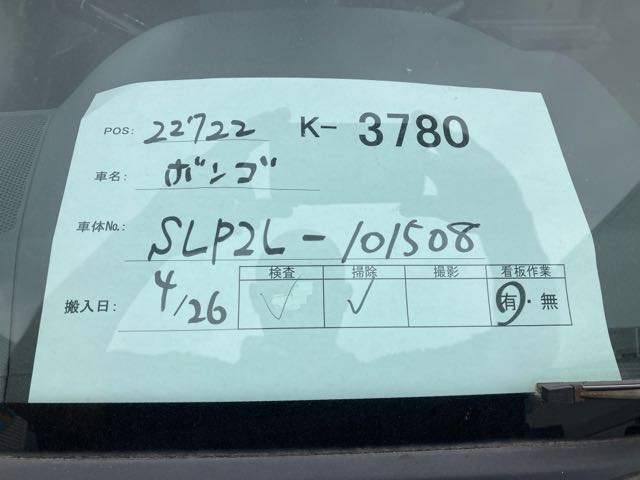 POS: 22722 K- 3780
車名: ボンゴ
車体No.: SLP2L-101508
搬入日: 4/26
検査 掃除 撮影 看板作業
✓ ✓ 有・無